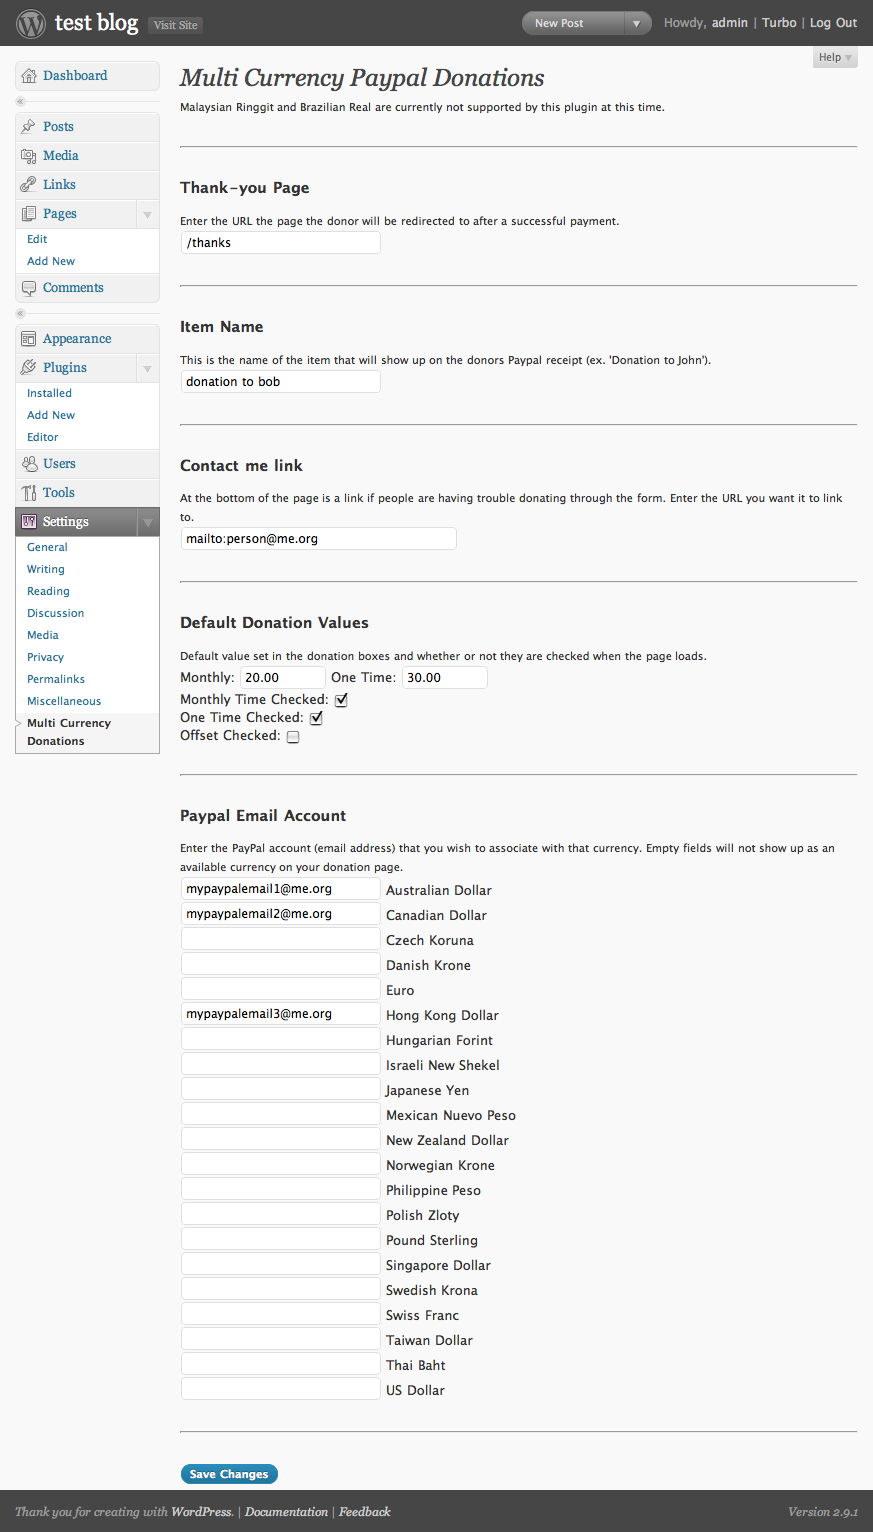 test blog Visit Site New Post Howdy, admin | Turbo | Log Out
Help
Dashboard
Posts
Media
Links
Pages
Edit
Add New
Comments
Appearance
Plugins
Installed
Add New
Editor
Users
Tools
Settings
General
Writing
Reading
Discussion
Media
Privacy
Permalinks
Miscellaneous
Multi Currency
Donations
Multi Currency Paypal Donations
Malaysian Ringgit and Brazilian Real are currently not supported by this plugin at this time.
Thank-you Page
Enter the URL the page the donor will be redirected to after a successful payment.
/thanks
Item Name
This is the name of the item that will show up on the donors Paypal receipt (ex. 'Donation to John').
donation to bob
Contact me link
At the bottom of the page is a link if people are having trouble donating through the form. Enter the URL you want it to link
to.
mailto:person@me.org
Default Donation Values
Default value set in the donation boxes and whether or not they are checked when the page loads.
Monthly: 20.00 One Time: 30.00
Monthly Time Checked:
One Time Checked:
Offset Checked:
Paypal Email Account
Enter the PayPal account (email address) that you wish to associate with that currency. Empty fields will not show up as an
available currency on your donation page.
mypaypalemail1@me.org Australian Dollar
mypaypalemail2@me.org Canadian Dollar
Czech Koruna
Danish Krone
Euro
mypaypalemail3@me.org Hong Kong Dollar
Hungarian Forint
Israeli New Shekel
Japanese Yen
Mexican Nuevo Peso
New Zealand Dollar
Norwegian Krone
Philippine Peso
Polish Zloty
Pound Sterling
Singapore Dollar
Swedish Krona
Swiss Franc
Taiwan Dollar
Thai Baht
US Dollar
Save Changes
Thank you for creating with WordPress. | Documentation | Feedback Version 2.9.1